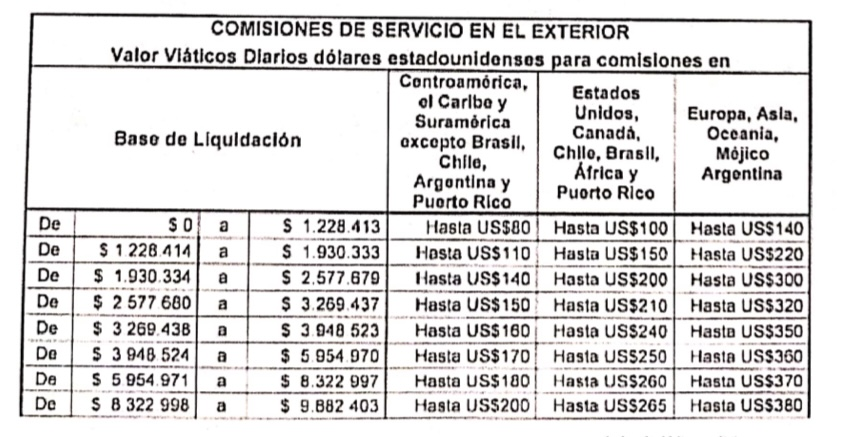 COMISIONES DE SERVICIO EN EL EXTERIOR
Valor Viáticos Diarios dólares estadounidenses para comisiones en
Base de Liquidación
Centroamérica,
el Caribe y
Suramérica
excepto Brasil,
Chile,
Argentina y
Puerto Rico
Estados
Unidos,
Canadá,
Chile, Brasil,
África y
Puerto Rico
Europa, Asia,
Oceanía,
Méjico
Argentina
De $ 0 a $ 1.228.413 Hasta US$80 Hasta US$100 Hasta US$140
De $ 1 228.414 a $ 1.930.333 Hasta US$110 Hasta US$150 Hasta US$220
De $ 1.930.334 a $ 2.577.679 Hasta US$140 Hasta US$200 Hasta US$300
De $ 2 577 680 a $ 3.269.437 Hasta US$150 Hasta US$210 Hasta US$320
De $ 3 269.438 a $ 3 948 523 Hasta US$160 Hasta US$240 Hasta US$350
De $ 3 948 524 a $ 5 954 970 Hasta US$170 Hasta US$250 Hasta US$360
De $ 5 954.971 a $ 8.322 997 Hasta US$180 Hasta US$260 Hasta US$370
De $ 8 322 998 a $ 9.882 403 Hasta US$200 Hasta US$265 Hasta US$380